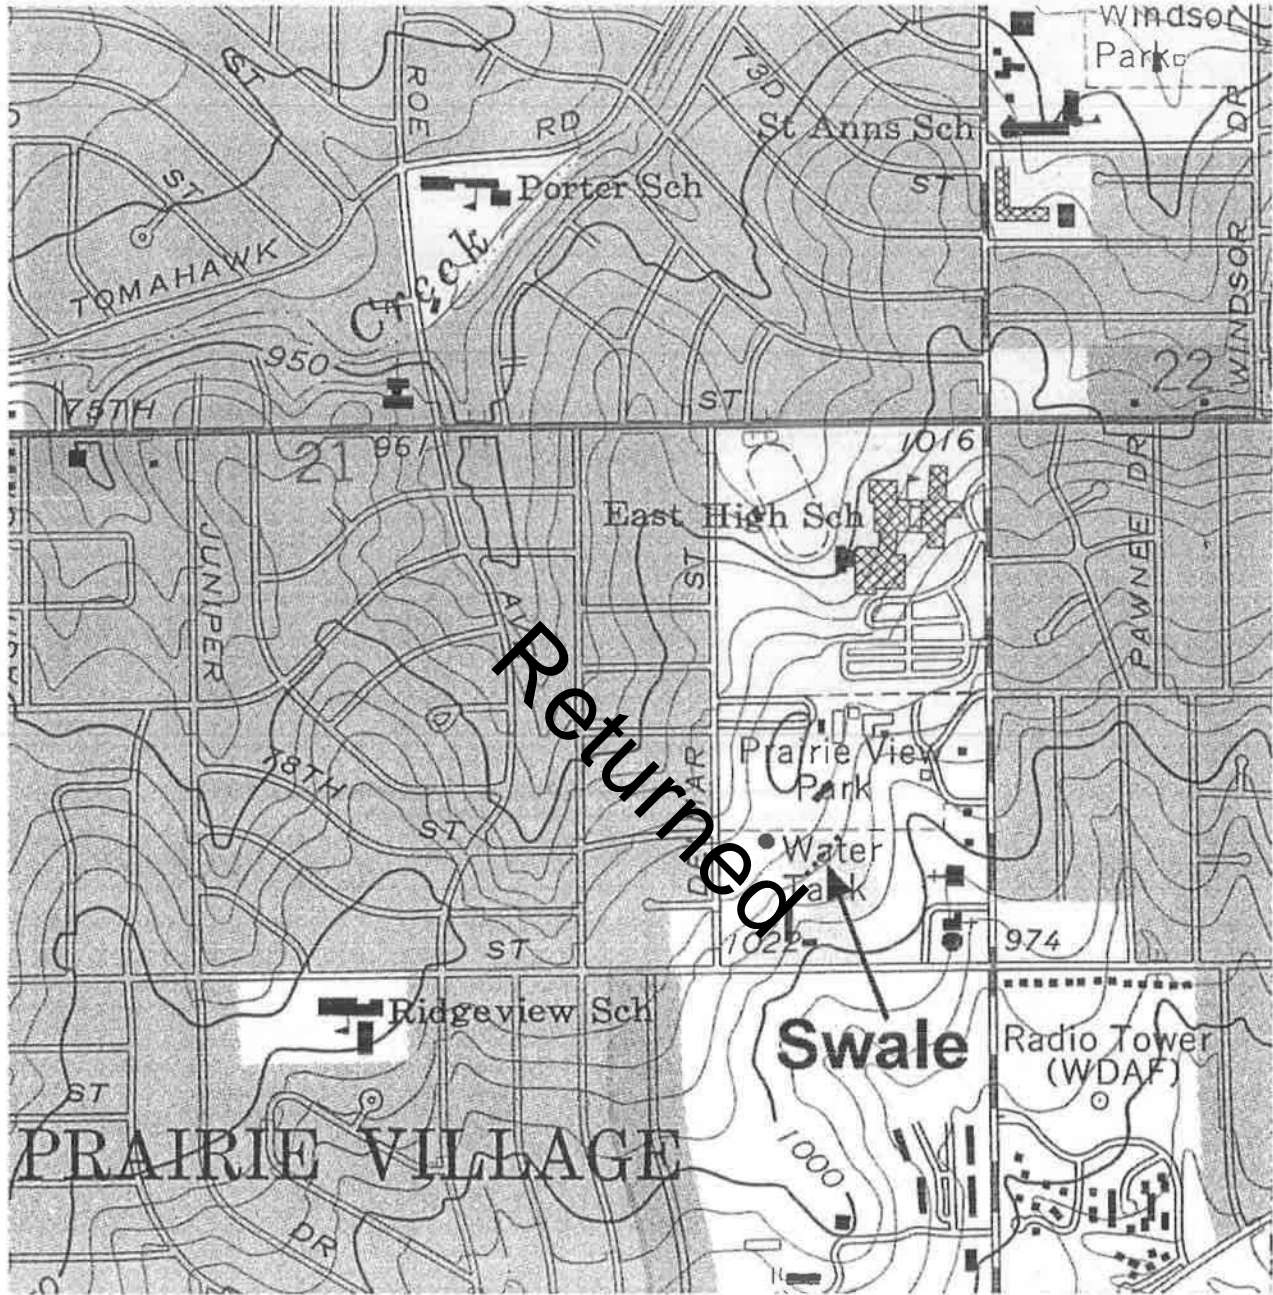 Windsor
Park
ST
ROE
RD
73D
St Anns Sch
DR
ST
Porter Sch
ST
TOMAHAWK
Creek
WINDSOR
950
22
75TH
ST
21
961
1016
East High Sch
JUNIPER
ST
PAWNEE DR
Returned
78TH
ST
Prairie View
Park
Water
Tank
1022
974
ST
Ridgeview Sch
Swale
Radio Tower
(WDAF)
ST
PRAIRIE VILLAGE
1000
DR